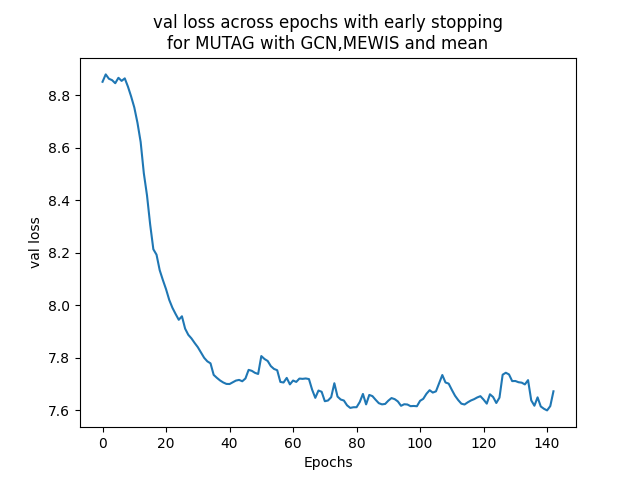 val loss across epochs with early stopping
for MUTAG with GCN,MEWIS and mean
8.8
8.6
8.4
8.2
8.0
7.8
7.6
val loss
0 20 40 60 80 100 120 140
Epochs